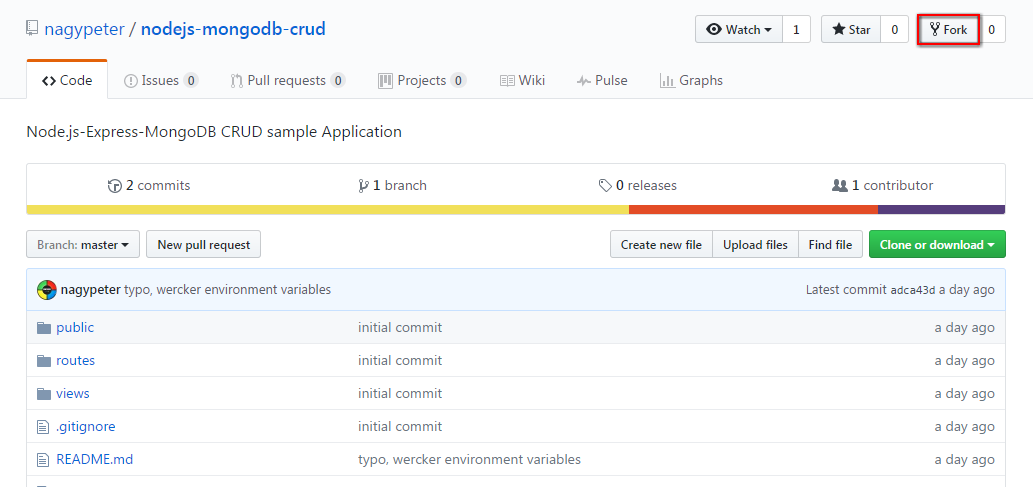 nagypeter / nodejs-mongodb-crud Watch 1 Star 0 Fork 0
Code Issues 0 Pull requests 0 Projects 0 Wiki Pulse Graphs
Node.js-Express-MongoDB CRUD sample Application
2 commits 1 branch 0 releases 1 contributor
Branch: master New pull request Create new file Upload files Find file Clone or download
nagypeter typo, wercker environment variables Latest commit adca43d a day ago
public initial commit a day ago
routes initial commit a day ago
views initial commit a day ago
.gitignore initial commit a day ago
README.md typo, wercker environment variables a day ago